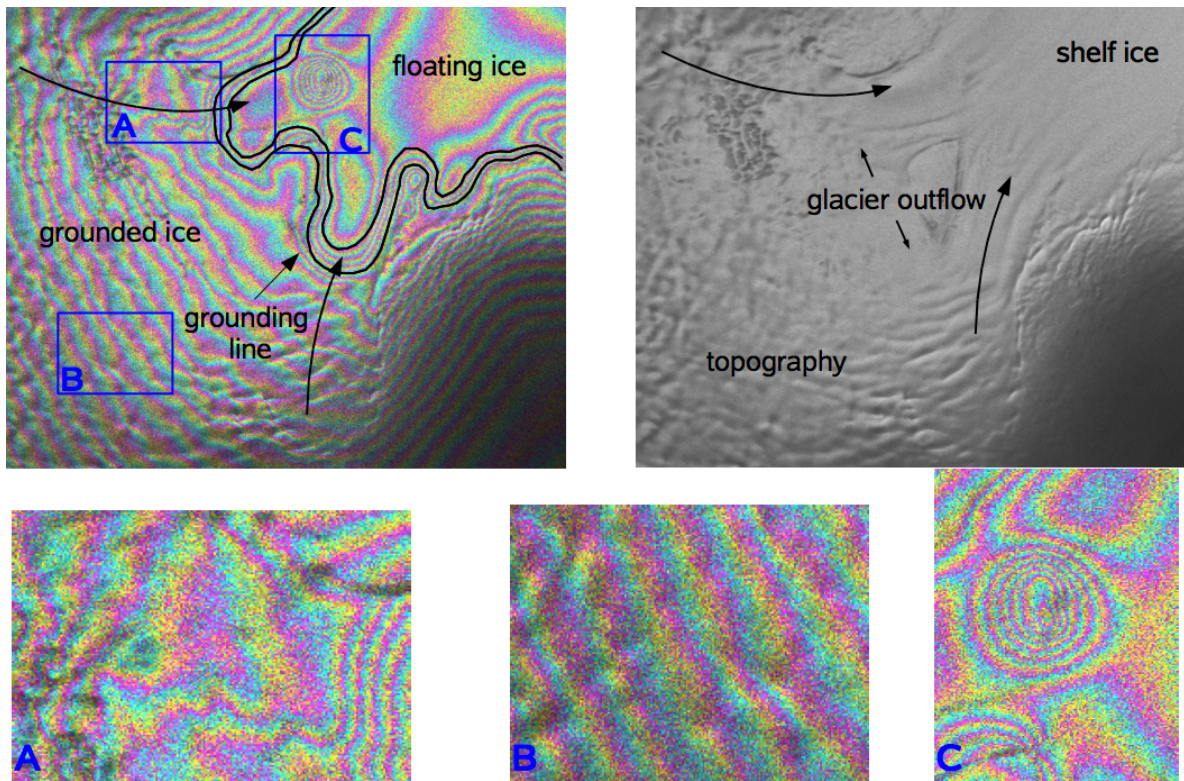 floating ice
A
C
grounded ice
grounding
line
B
shelf ice
glacier outflow
topography
A
B
C